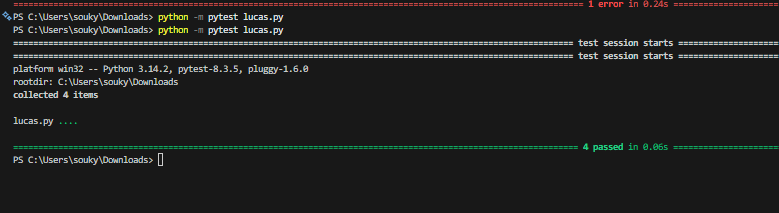 ============================== 1 error in 0.24s ==============================
PS C:\Users\souky\Downloads> python -m pytest lucas.py
PS C:\Users\souky\Downloads> python -m pytest lucas.py
============================== test session starts ==============================
============================== test session starts ==============================
platform win32 -- Python 3.14.2, pytest-8.3.5, pluggy-1.6.0
rootdir: C:\Users\souky\Downloads
collected 4 items
lucas.py ....
============================== 4 passed in 0.06s ==============================
PS C:\Users\souky\Downloads>